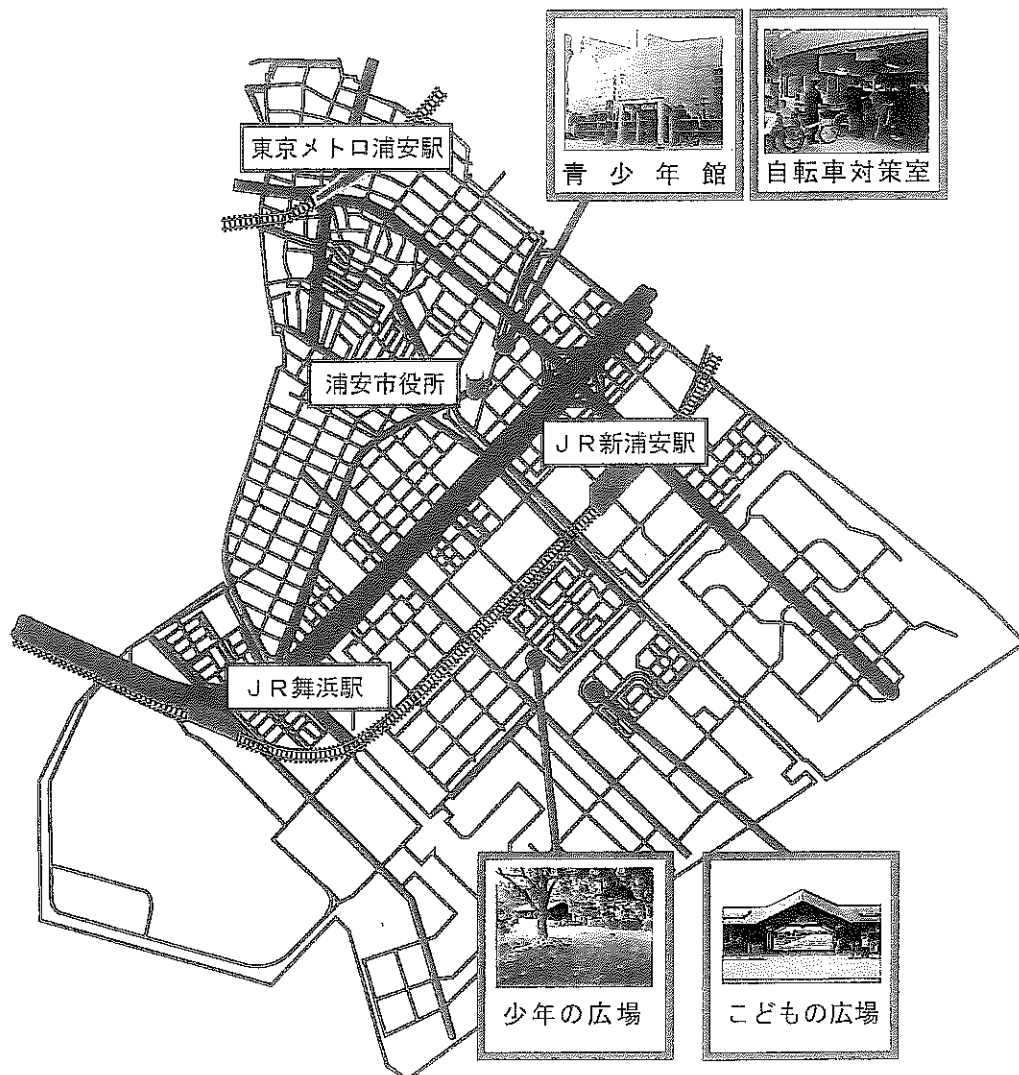 青少年館
自転車対策室
東京メトロ浦安駅
浦安市役所
JR新浦安駅
JR舞浜駅
少年の広場
こどもの広場